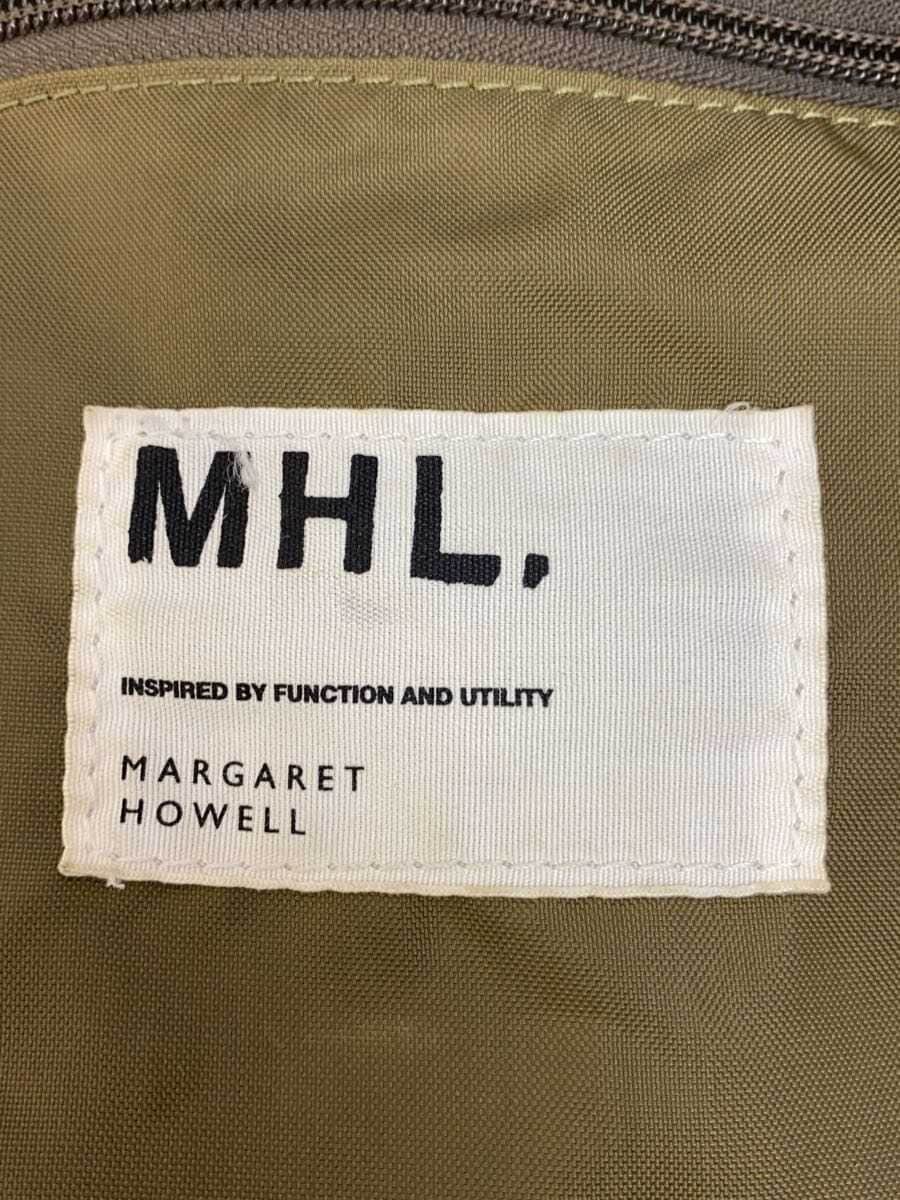 MHL.
INSPIRED BY FUNCTION AND UTILITY
MARGARET
HOWELL